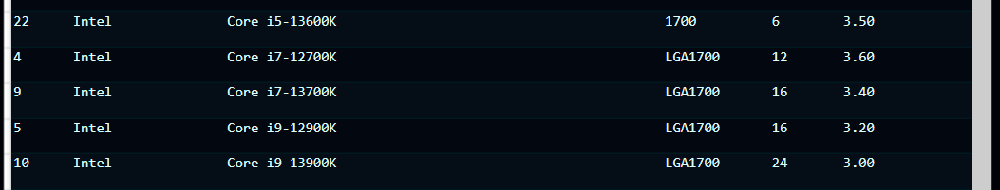 22 Intel Core i5-13600K 1700 6 3.50
4 Intel Core i7-12700K LGA1700 12 3.60
9 Intel Core i7-13700K LGA1700 16 3.40
5 Intel Core i9-12900K LGA1700 16 3.20
10 Intel Core i9-13900K LGA1700 24 3.00